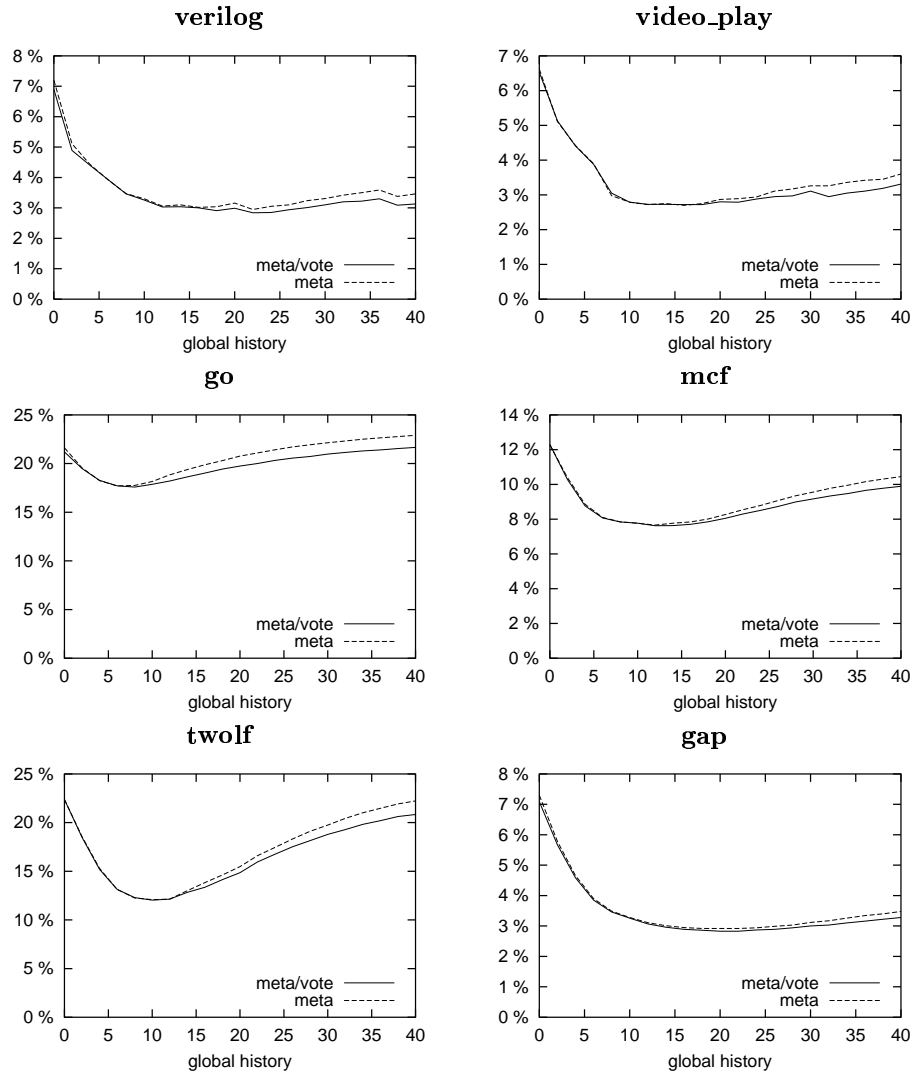 verilog
8 %
7 %
6 %
5 %
4 %
3 %
2 %
1 %
0 %
meta/vote
meta
0 5 10 15 20 25 30 35 40
global history
video_play
7 %
6 %
5 %
4 %
3 %
2 %
1 %
0 %
meta/vote
meta
0 5 10 15 20 25 30 35 40
global history
go
25 %
20 %
15 %
10 %
5 %
0 %
meta/vote
meta
0 5 10 15 20 25 30 35 40
global history
mcf
14 %
12 %
10 %
8 %
6 %
4 %
2 %
0 %
meta/vote
meta
0 5 10 15 20 25 30 35 40
global history
twolf
25 %
20 %
15 %
10 %
5 %
0 %
meta/vote
meta
0 5 10 15 20 25 30 35 40
global history
gap
8 %
7 %
6 %
5 %
4 %
3 %
2 %
1 %
0 %
meta/vote
meta
0 5 10 15 20 25 30 35 40
global history